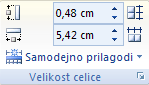 0,48 cm
5,42 cm
Samodejno prilagodi
Velikost celice